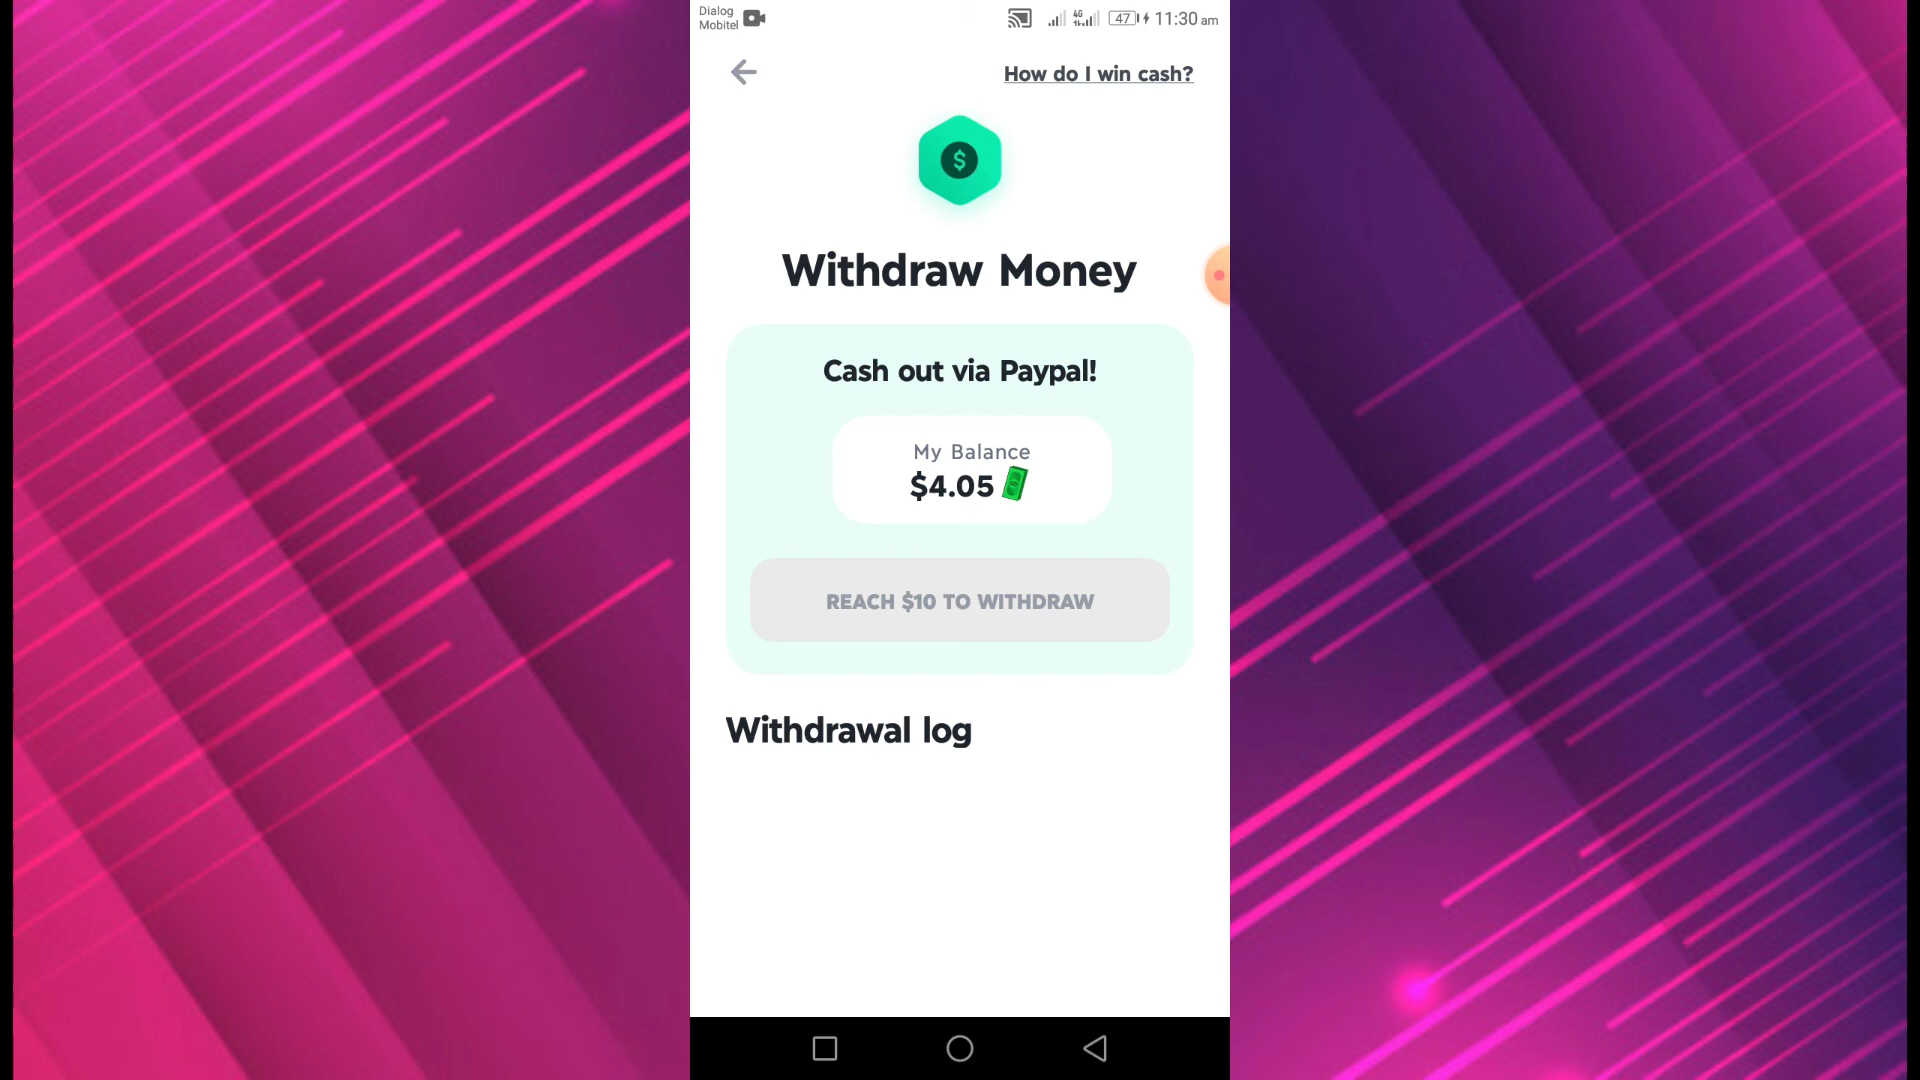 Dialog
Mobitel
4G
47
11:30 am
How do I win cash?
$
Withdraw Money
Cash out via Paypal!
My Balance
$4.05
REACH $10 TO WITHDRAW
Withdrawal log